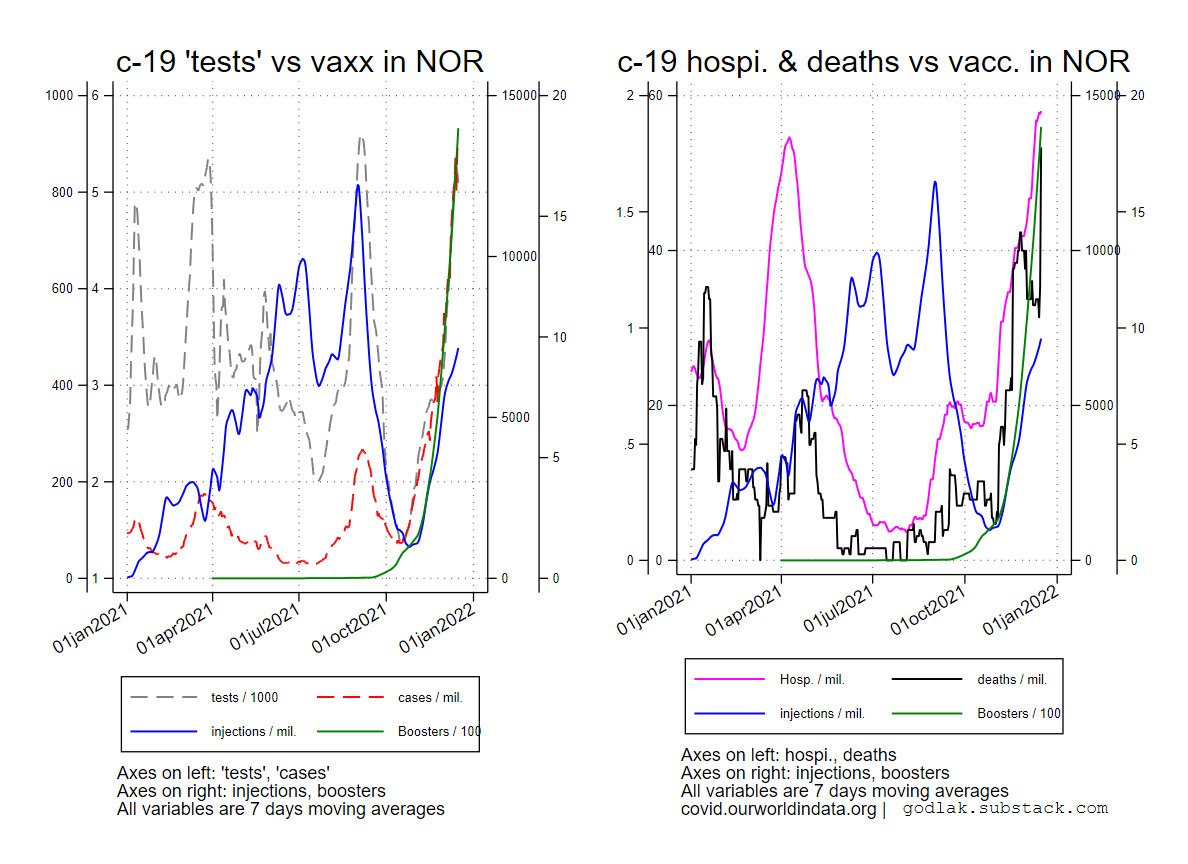 c-19 'tests' vs vaxx in NOR
1000
800
600
400
200
0
6
5
4
3
2
1
15000
10000
5000
0
20
15
10
5
0
01jan2021
01apr2021
01jul2021
01oct2021
01jan2022
tests / 1000
cases / mil.
injections / mil.
Boosters / 100
Axes on left: 'tests', 'cases'
Axes on right: injections, boosters
All variables are 7 days moving averages
c-19 hospi. & deaths vs vacc. in NOR
2
1.5
1
.5
0
60
40
20
0
15000
10000
5000
0
20
15
10
5
0
01jan2021
01apr2021
01jul2021
01oct2021
01jan2022
Hosp. / mil.
deaths / mil.
injections / mil.
Boosters / 100
Axes on left: hospi., deaths
Axes on right: injections, boosters
All variables are 7 days moving averages
covid.ourworldindata.org | godlak.substack.com